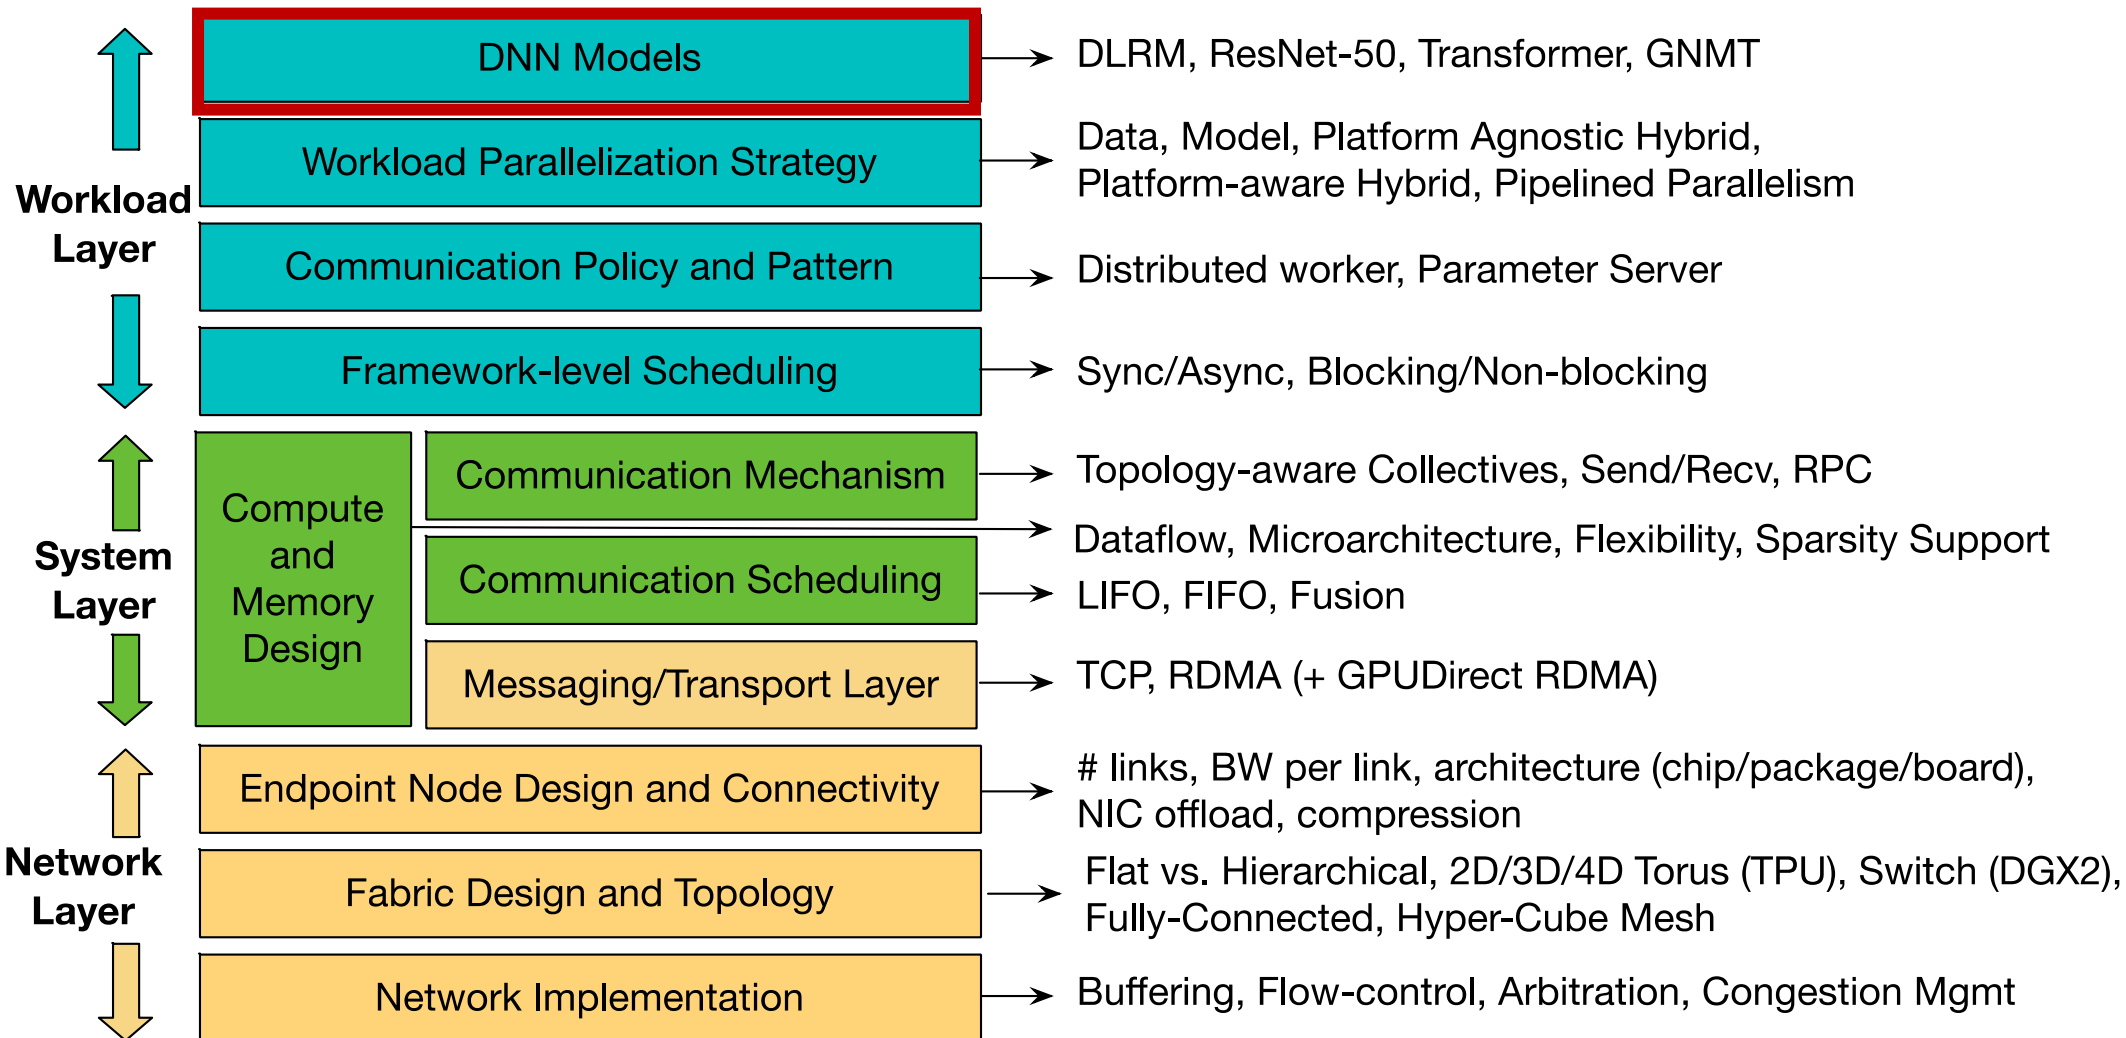 DNN Models
DLRM, ResNet-50, Transformer, GNMT
Workload Parallelization Strategy
Data, Model, Platform Agnostic Hybrid,
Platform-aware Hybrid, Pipelined Parallelism
Workload
Layer
Communication Policy and Pattern
Distributed worker, Parameter Server
Framework-level Scheduling
Sync/Async, Blocking/Non-blocking
System
Layer
Compute
and
Memory
Design
Communication Mechanism
Topology-aware Collectives, Send/Recv, RPC
Dataflow, Microarchitecture, Flexibility, Sparsity Support
Communication Scheduling
LIFO, FIFO, Fusion
Messaging/Transport Layer
TCP, RDMA (+ GPUDirect RDMA)
Network
Layer
Endpoint Node Design and Connectivity
# links, BW per link, architecture (chip/package/board),
NIC offload, compression
Fabric Design and Topology
Flat vs. Hierarchical, 2D/3D/4D Torus (TPU), Switch (DGX2),
Fully-Connected, Hyper-Cube Mesh
Network Implementation
Buffering, Flow-control, Arbitration, Congestion Mgmt